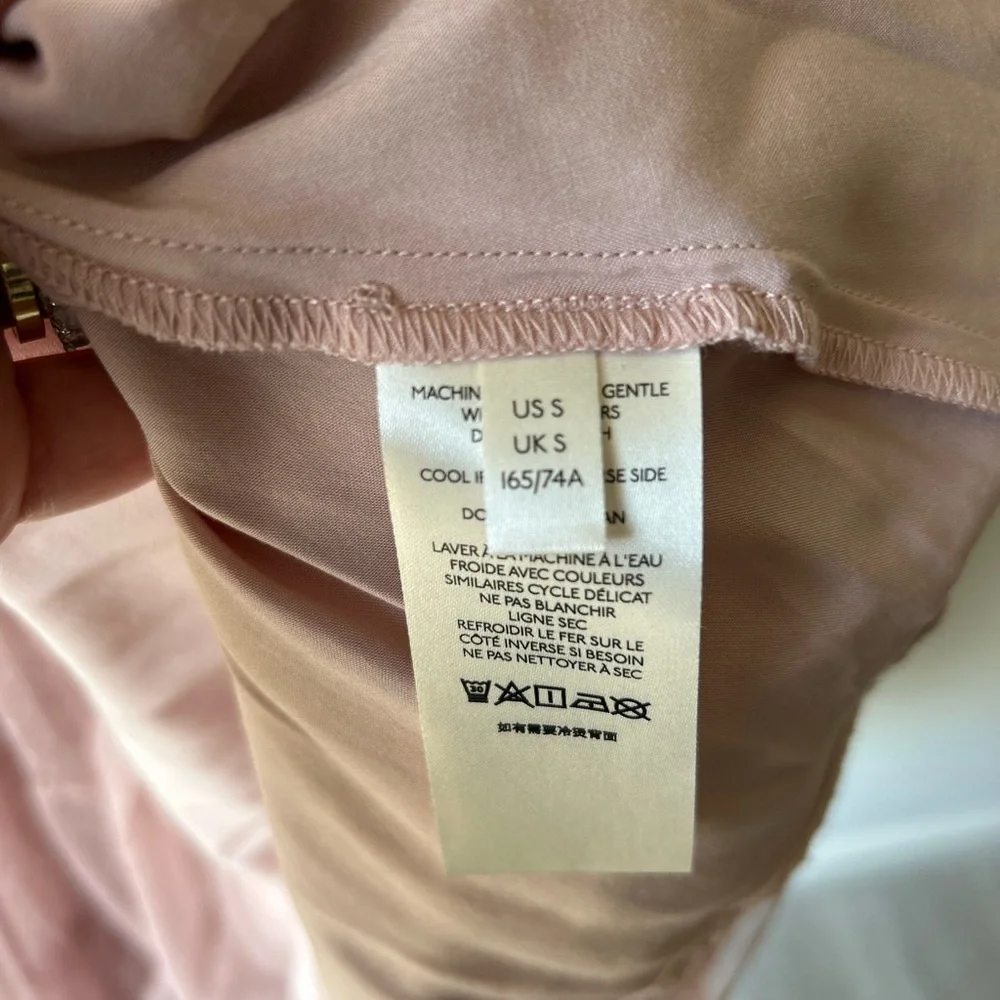 US S
UK S
165/74A
MACHIN GENTLE
WI RS
D H
COOL IF SE SIDE
DO AN
LAVER À LA MACHINE À L'EAU
FROIDE AVEC COULEURS
SIMILAIRES CYCLE DÉLICAT
NE PAS BLANCHIR
LIGNE SEC
REFROIDIR LE FER SUR LE
CÔTÉ INVERSE SI BESOIN
NE PAS NETTOYER À SEC
30
如有需要冷烫背面